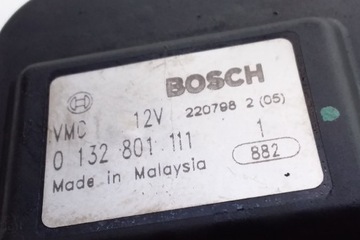 BOSCH
VMC 12V 220798 2 (05)
0 132 801 111 1
Made in Malaysia 882